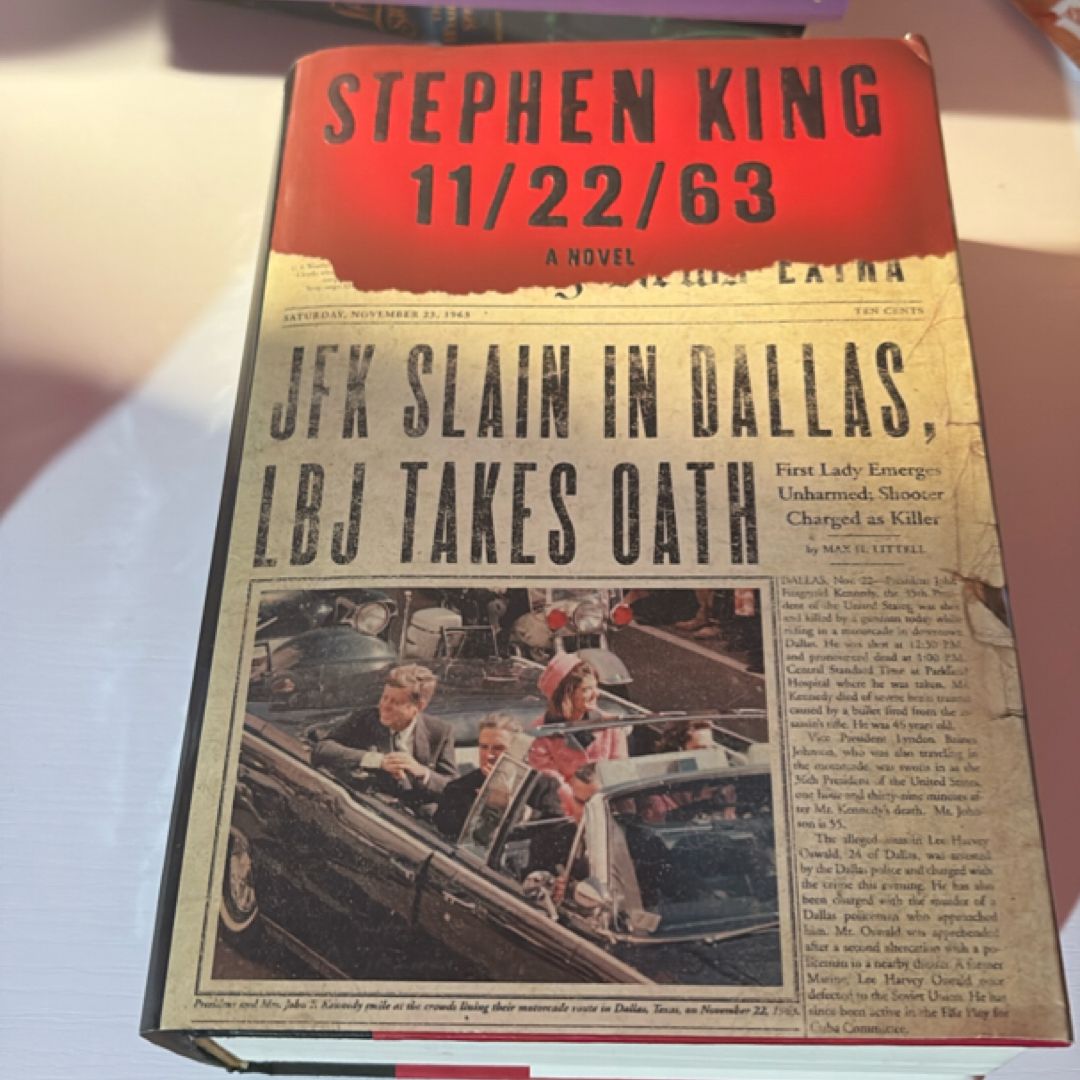 STEPHEN KING
11/22/63
A NOVEL
EXTRA
SATURDAY, NOVEMBER 23, 1963
TEN CENTS
JFK SLAIN IN DALLAS,
LBJ TAKES OATH
First Lady Emerges
Unharmed; Shooter
Charged as Killer
by MAX H. LITTELL
DALLAS, Nov. 22—President John
Fitzgerald Kennedy, the 35th Presi-
dent of the United States, was shot
and killed by a gunman today while
riding in a motorcade in downtown
Dallas. He was shot at 12:30 P.M.
and pronounced dead at 1:00 P.M.
Central Standard Time at Parkland
Hospital where he was taken. Mr.
Kennedy died of severe brain trauma
caused by a bullet fired from the as-
sassin's rifle. He was 46 years old.
Vice President Lyndon Baines
Johnson, who was also traveling in
the motorcade, was sworn in as the
36th President of the United States
one hour and thirty-nine minutes af-
ter Mr. Kennedy's death. Mr. John-
son is 55.
The alleged assassin Lee Harvey
Oswald, 24 of Dallas, was arrested
by the Dallas police and charged with
the crime this evening. He has also
been charged with the murder of a
Dallas policeman who approached
him. Mr. Oswald was apprehended
after a second altercation with a po-
liceman in a nearby theater. A former
Marine, Lee Harvey Oswald once
defected to the Soviet Union. He has
since been active in the Fair Play for
Cuba Committee.
President and Mrs. John F. Kennedy smile at the crowds lining their motorcade route in Dallas, Texas, on November 22, 1963.